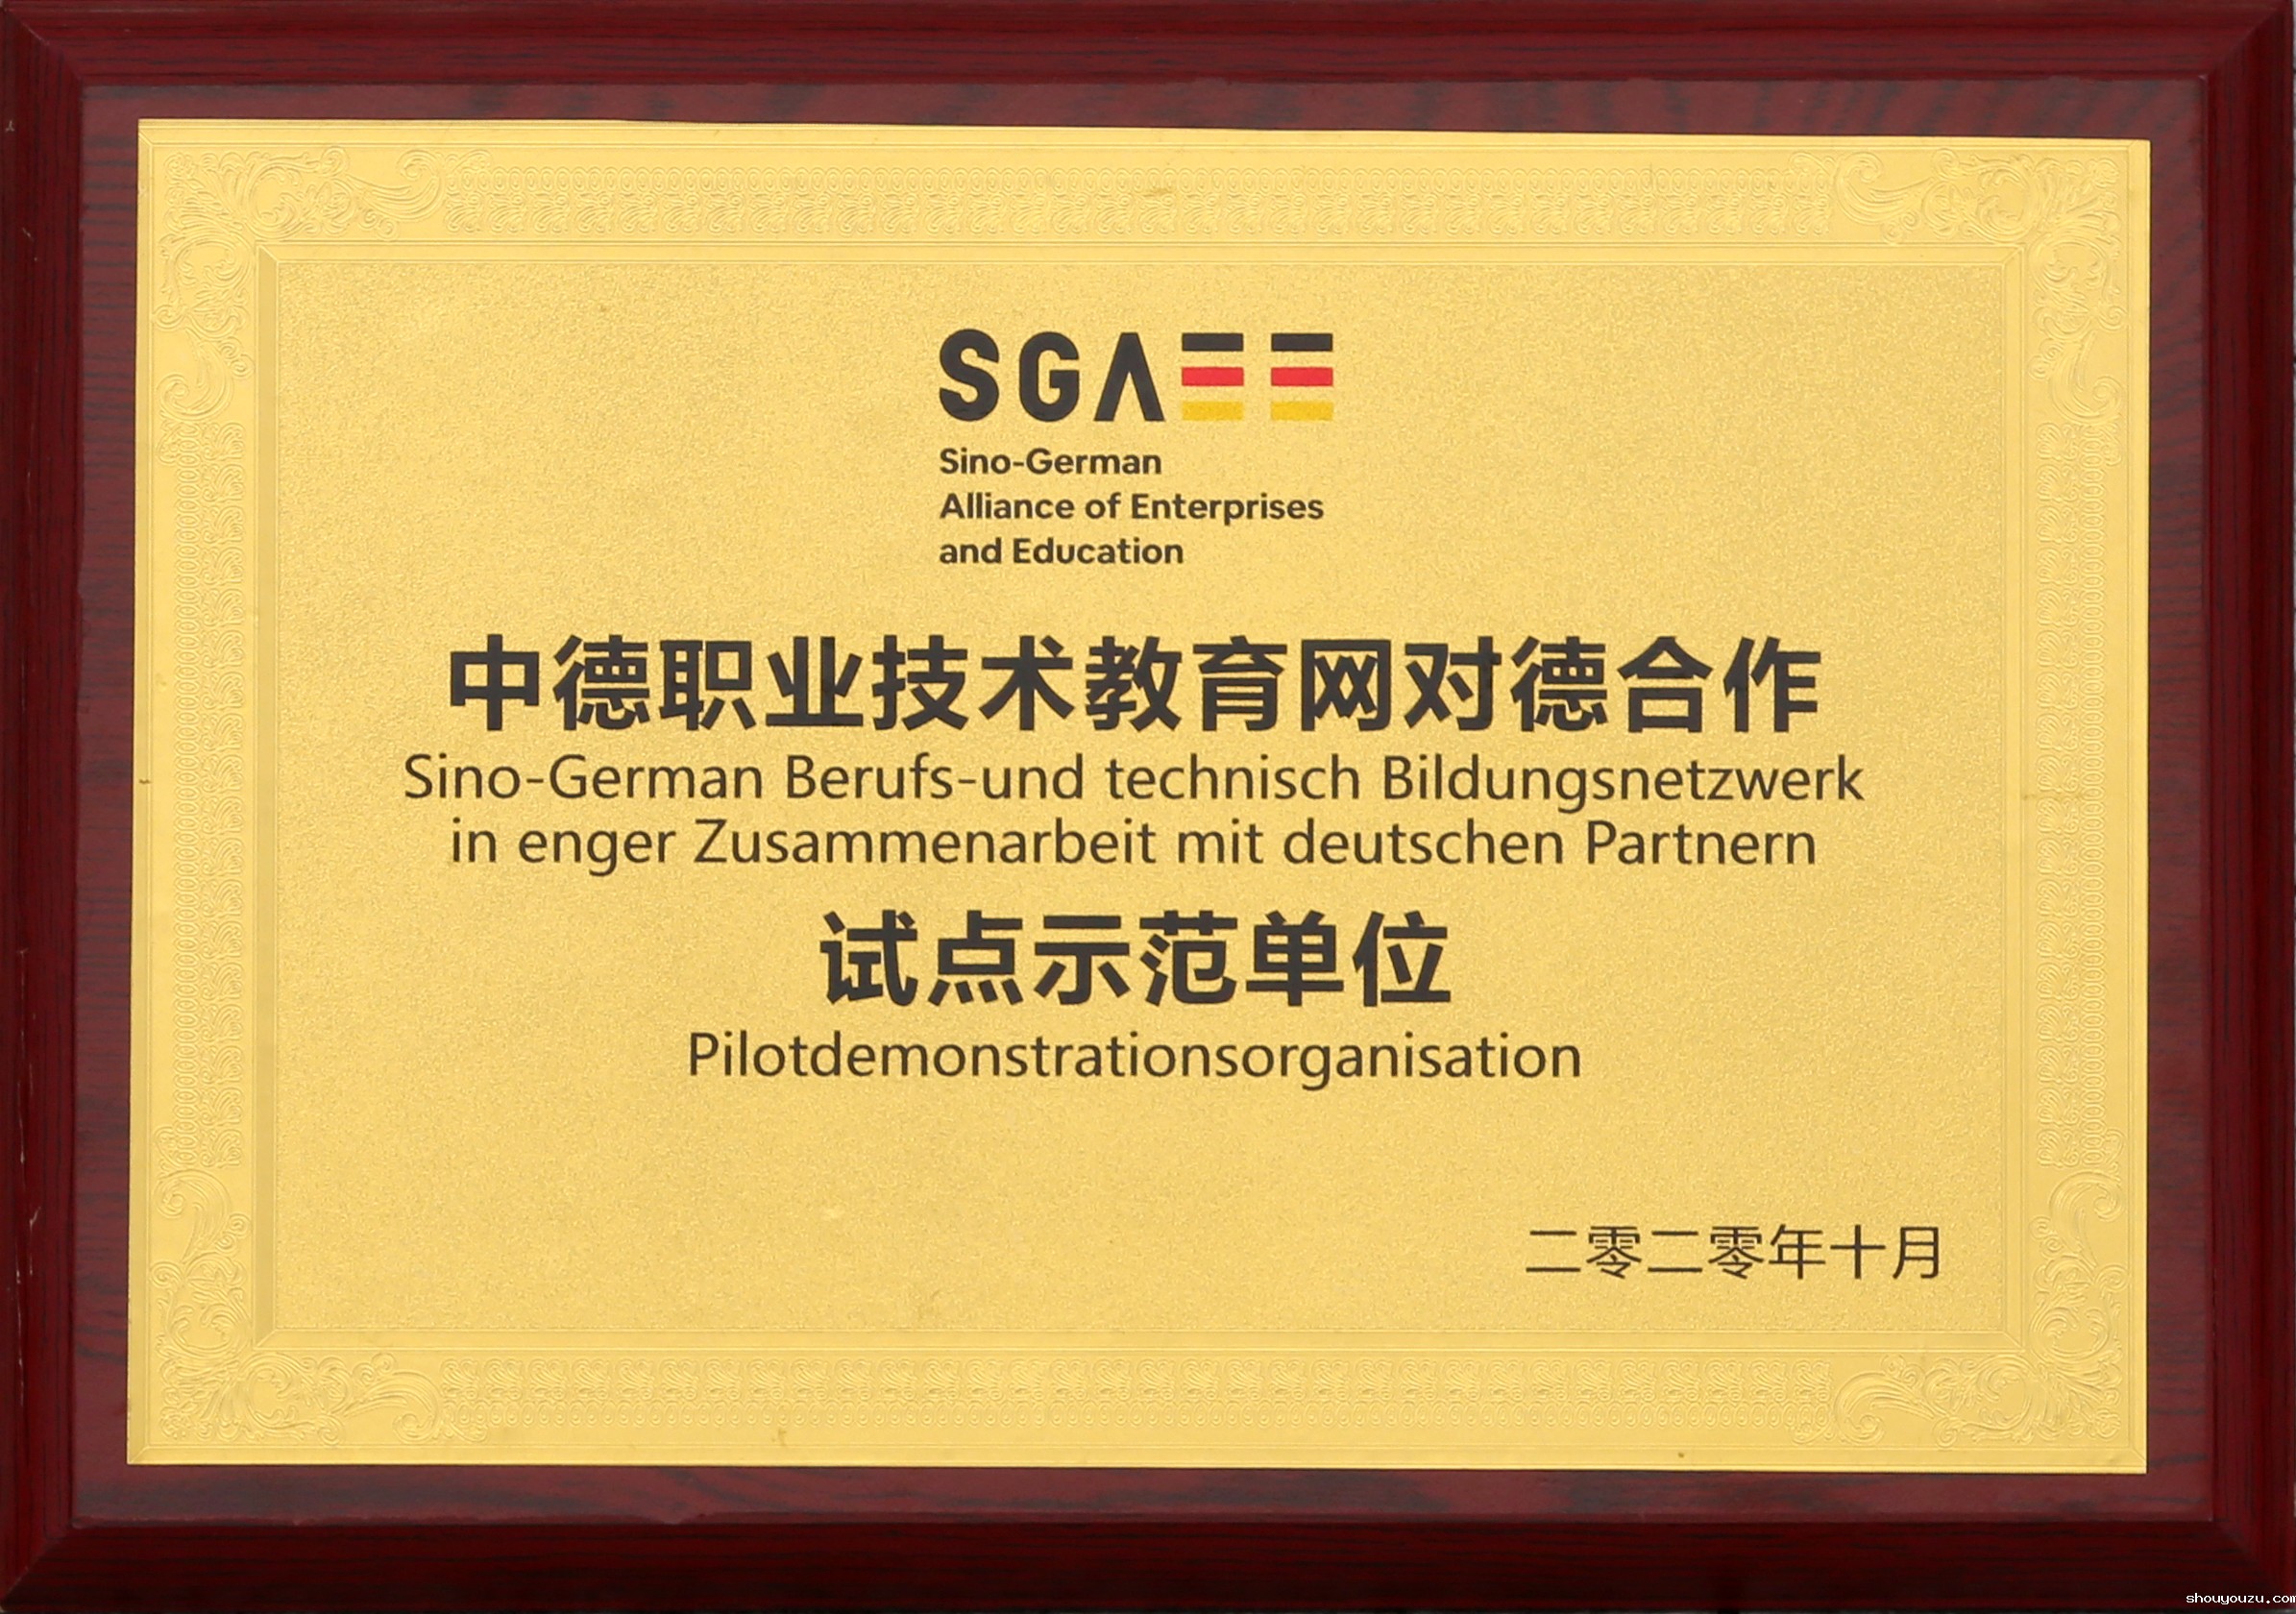 SGAEE
Sino-German
Alliance of Enterprises
and Education
中德职业技术教育网对德合作
Sino-German Berufs-und technisch Bildungsnetzwerk
in enger Zusammenarbeit mit deutschen Partnern
试点示范单位
Pilotdemonstrationsorganisation
二零二零年十月
shouyouzu.com